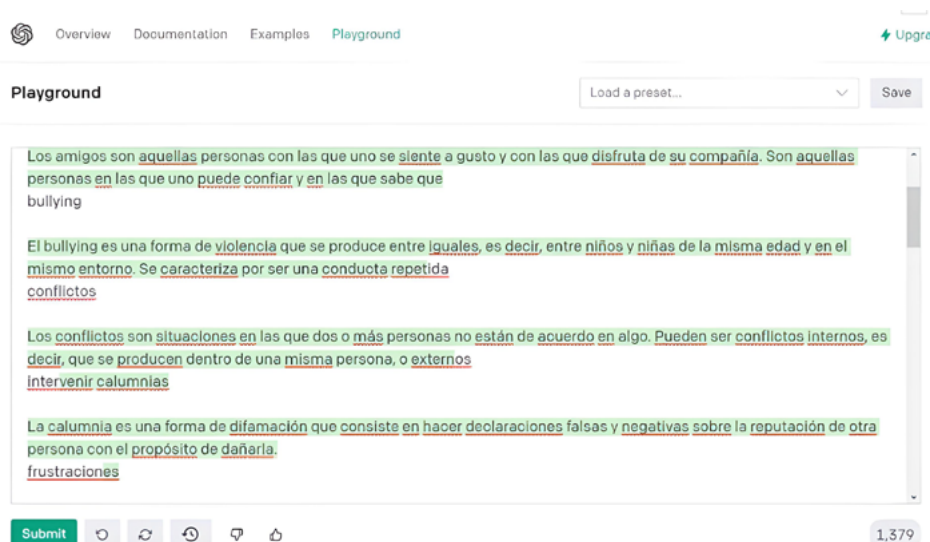 Overview Documentation Examples Playground
Playground Load a preset... Save
Los amigos son aquellas personas con las que uno se siente a gusto y con las que disfruta de su compañía. Son aquellas
personas en las que uno puede confiar y en las que sabe que
bullying
El bullying es una forma de violencia que se produce entre iguales, es decir, entre niños y niñas de la misma edad y en el
mismo entorno. Se caracteriza por ser una conducta repetida
conflictos
Los conflictos son situaciones en las que dos o más personas no están de acuerdo en algo. Pueden ser conflictos internos, es
decir, que se producen dentro de una misma persona, o externos
intervenir calumnias
La calumnia es una forma de difamación que consiste en hacer declaraciones falsas y negativas sobre la reputación de otra
persona con el propósito de dañarla.
frustraciones
Submit 1,379